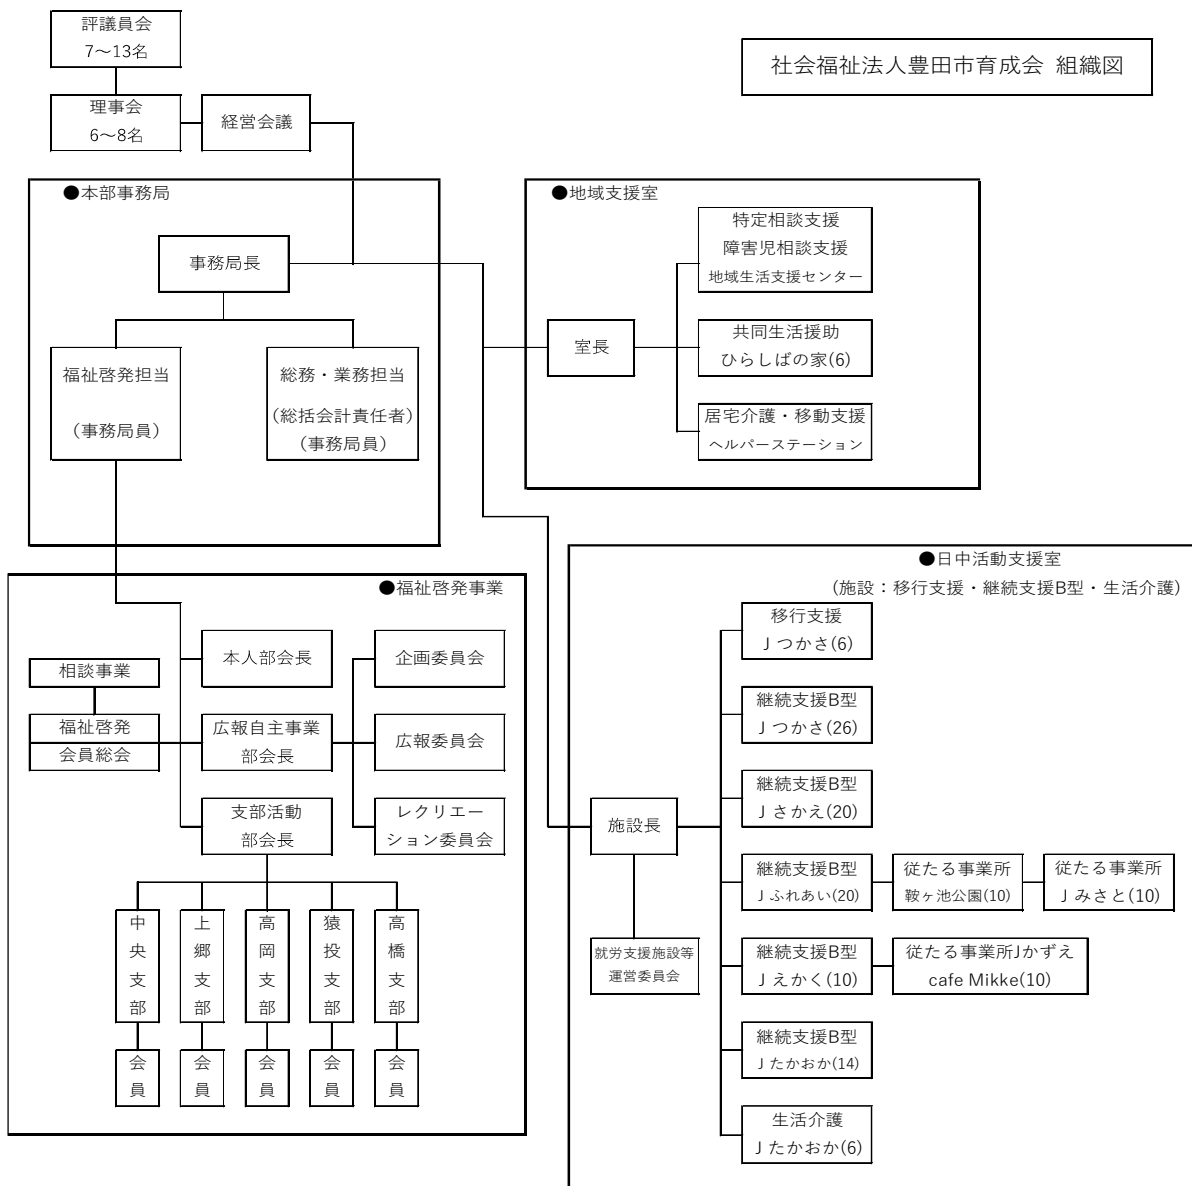 社会福祉法人豊田市育成会 組織図
評議員会
7～13名
理事会
6～8名
経営会議
●本部事務局
事務局長
福祉啓発担当
（事務局員）
総務・業務担当
（総括会計責任者）
（事務局員）
●地域支援室
室長
特定相談支援
障害児相談支援
地域生活支援センター
共同生活援助
ひらしばの家(6)
居宅介護・移動支援
ヘルパーステーション
●福祉啓発事業
相談事業
福祉啓発
会員総会
本人部会長
広報自主事業
部会長
支部活動
部会長
企画委員会
広報委員会
レクリエー
ション委員会
中央支部
上郷支部
高岡支部
猿投支部
高橋支部
会員
会員
会員
会員
会員
●日中活動支援室
(施設：移行支援・継続支援B型・生活介護)
施設長
就労支援施設等
運営委員会
移行支援
Ｊつかさ(6)
継続支援B型
Ｊつかさ(26)
継続支援B型
Ｊさかえ(20)
継続支援B型
Ｊふれあい(20)
従たる事業所
鞍ヶ池公園(10)
従たる事業所
Ｊみさと(10)
継続支援B型
Ｊえかく(10)
従たる事業所Jかずえ
cafe Mikke(10)
継続支援B型
Ｊたかおか(14)
生活介護
Ｊたかおか(6)